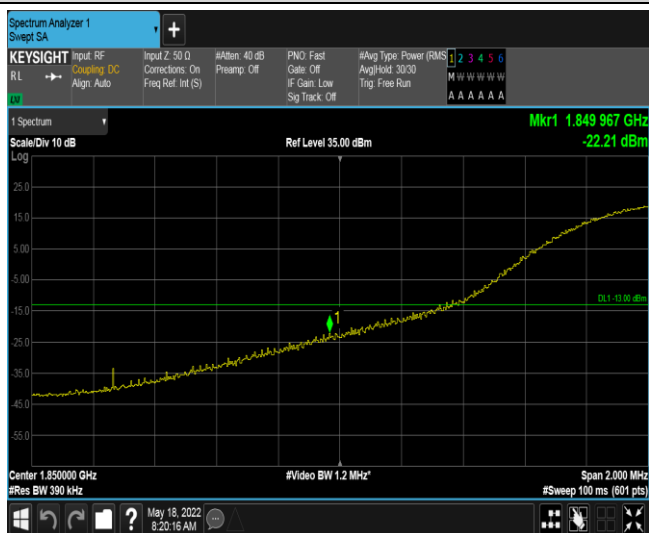 Spectrum Analyzer 1
Swept SA
+
KEYSIGHT Input: RF Input Z: 50 Ω #Atten: 40 dB PNO: Fast #Avg Type: Power (RMS 1 2 3 4 5 6
RL Coupling: DC Corrections: On Preamp: Off Gate: Off Avg|Hold: 30/30 M W W W W W
Align: Auto Freq Ref: Int (S) IF Gain: Low Trig: Free Run
Sig Track: Off A A A A A A
1 Spectrum Mkr1 1.849 967 GHz
Scale/Div 10 dB Ref Level 35.00 dBm -22.21 dBm
Log
25.0
15.0
5.00
-5.00
DL1 -13.00 dBm
-15.0
1
-25.0
-35.0
-45.0
-55.0
Center 1.850000 GHz #Video BW 1.2 MHz* Span 2.000 MHz
#Res BW 390 kHz #Sweep 100 ms (601 pts)
? May 18, 2022
8:20:16 AM